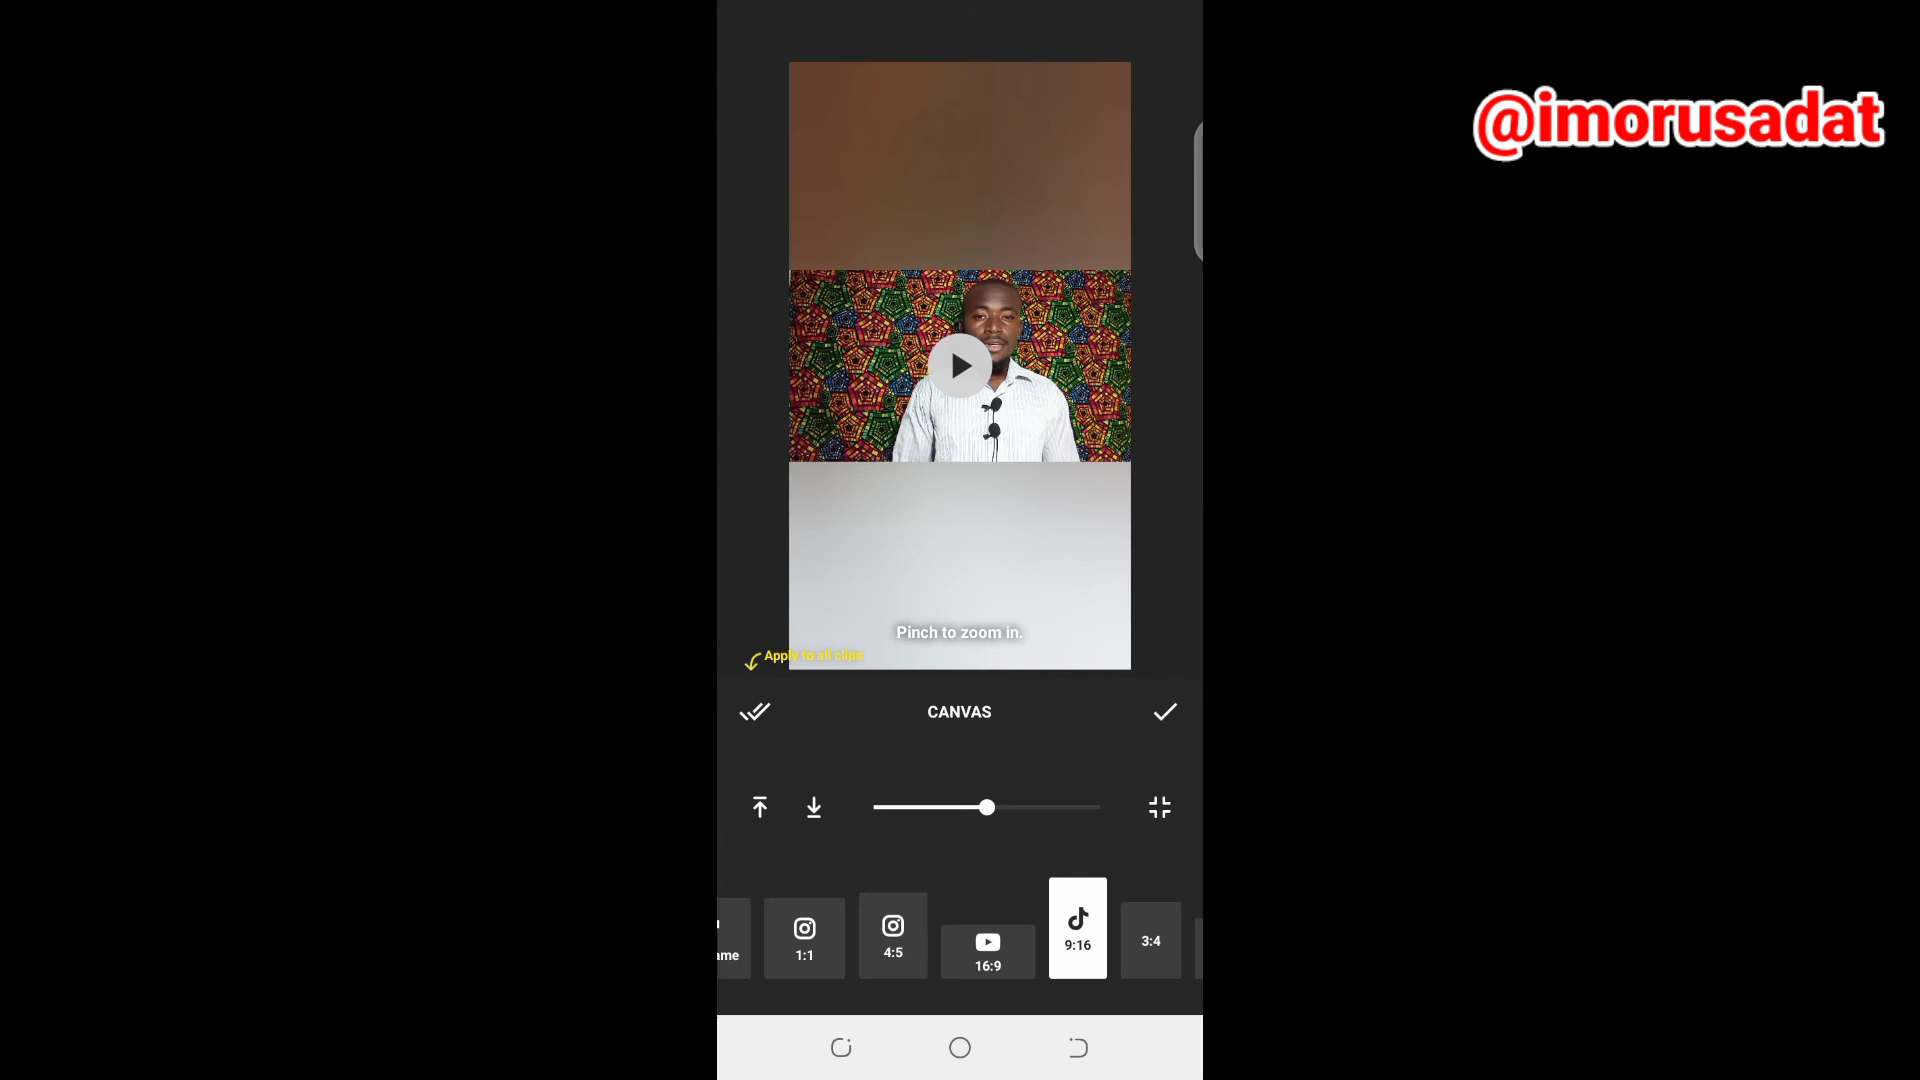 @imorusadat
Pinch to zoom in.
Apply to all clips
CANVAS
ame
1:1
4:5
16:9
9:16
3:4